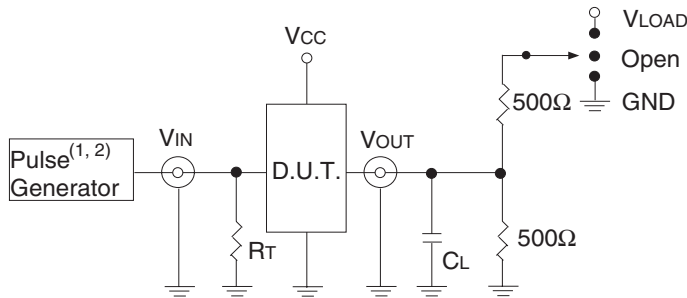 VLOAD
Open
GND
VCC
500Ω
VIN
VOUT
Pulse(1, 2)
Generator
D.U.T.
RT
CL
500Ω